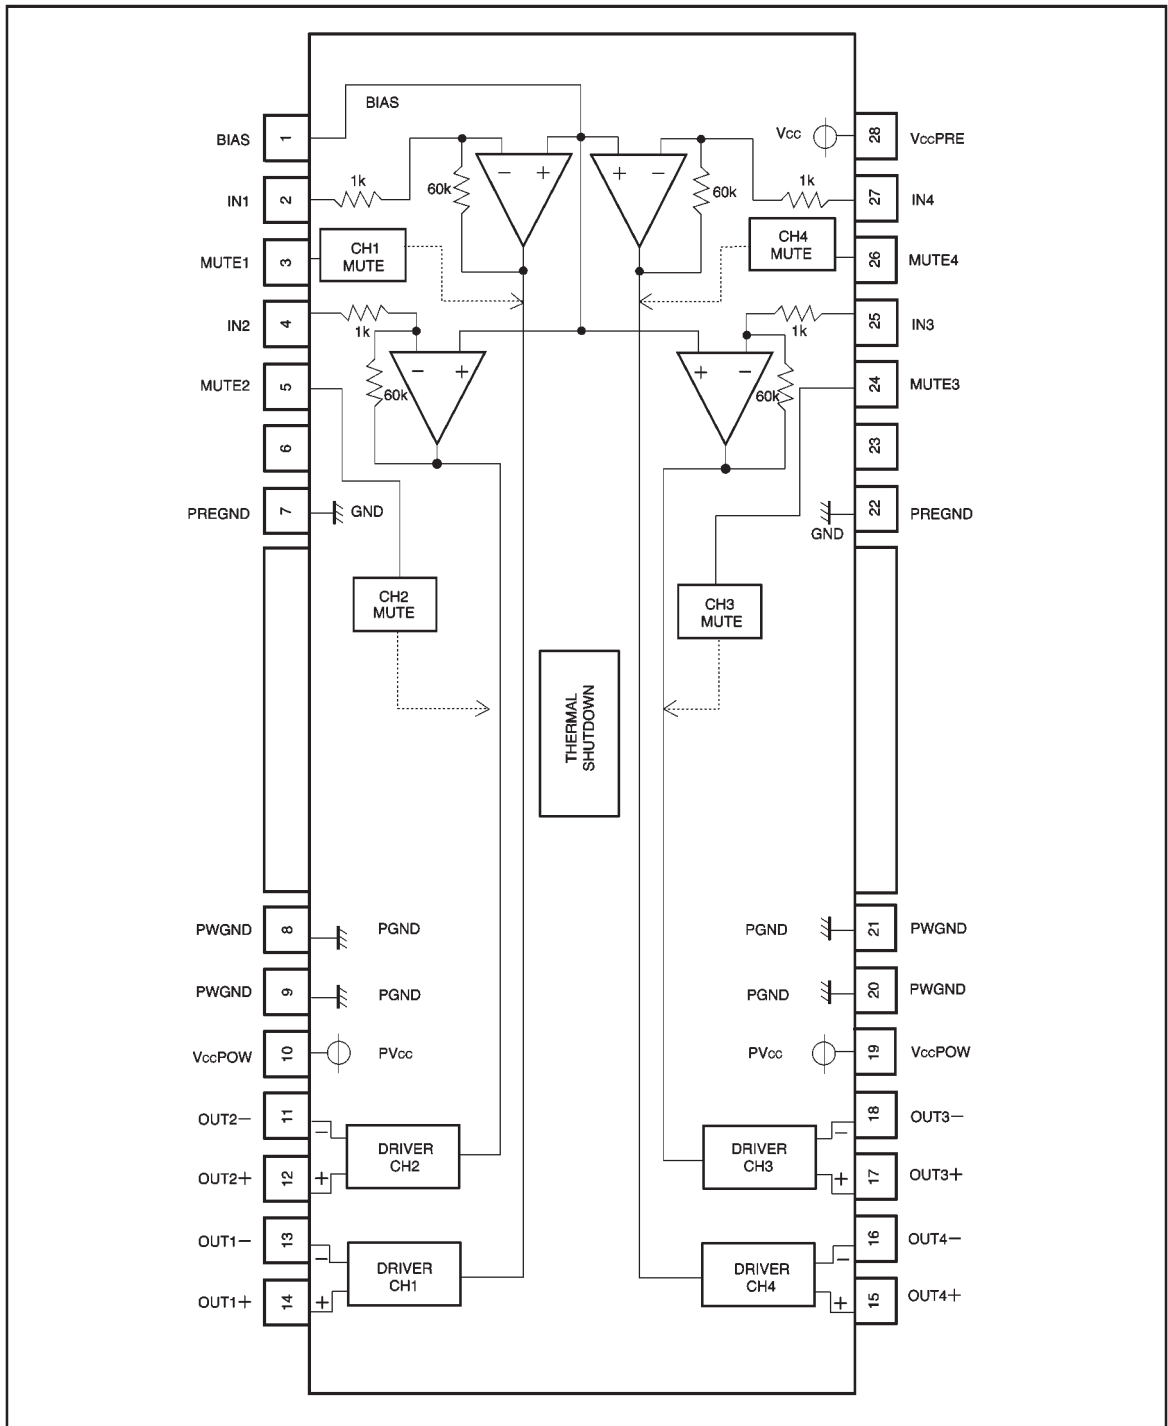 BIAS
BIAS
1
Vcc
28
VccPRE
IN1
2
1k
60k
−
+
+
−
60k
1k
27
IN4
MUTE1
3
CH1
MUTE
CH4
MUTE
26
MUTE4
IN2
4
1k
1k
25
IN3
MUTE2
5
60k
−
+
+
−
60k
24
MUTE3
6
23
PREGND
7
GND
GND
22
PREGND
CH2
MUTE
CH3
MUTE
THERMAL
SHUTDOWN
PWGND
8
PGND
PGND
21
PWGND
PWGND
9
PGND
PGND
20
PWGND
VccPOW
10
PVcc
PVcc
19
VccPOW
OUT2−
11
−
−
18
OUT3−
DRIVER
CH2
DRIVER
CH3
OUT2+
12
+
+
17
OUT3+
OUT1−
13
−
−
16
OUT4−
DRIVER
CH1
DRIVER
CH4
OUT1+
14
+
+
15
OUT4+